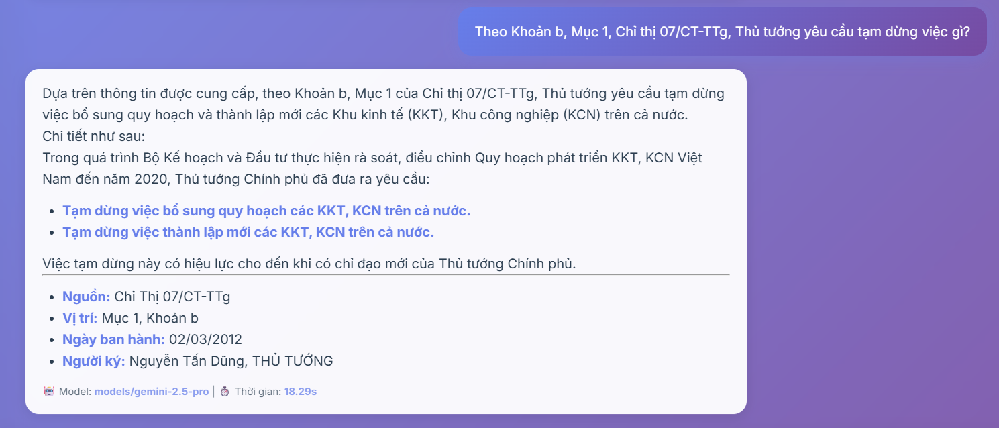 Theo Khoản b, Mục 1, Chỉ thị 07/CT-TTg, Thủ tướng yêu cầu tạm dừng việc gì?
Dựa trên thông tin được cung cấp, theo Khoản b, Mục 1 của Chỉ thị 07/CT-TTg, Thủ tướng yêu cầu tạm dừng
việc bổ sung quy hoạch và thành lập mới các Khu kinh tế (KKT), Khu công nghiệp (KCN) trên cả nước.
Chi tiết như sau:
Trong quá trình Bộ Kế hoạch và Đầu tư thực hiện rà soát, điều chỉnh Quy hoạch phát triển KKT, KCN Việt
Nam đến năm 2020, Thủ tướng Chính phủ đã đưa ra yêu cầu:
• Tạm dừng việc bổ sung quy hoạch các KKT, KCN trên cả nước.
• Tạm dừng việc thành lập mới các KKT, KCN trên cả nước.
Việc tạm dừng này có hiệu lực cho đến khi có chỉ đạo mới của Thủ tướng Chính phủ.
• Nguồn: Chỉ Thị 07/CT-TTg
• Vị trí: Mục 1, Khoản b
• Ngày ban hành: 02/03/2012
• Người ký: Nguyễn Tấn Dũng, THỦ TƯỚNG
Model: models/gemini-2.5-pro | Thời gian: 18.29s